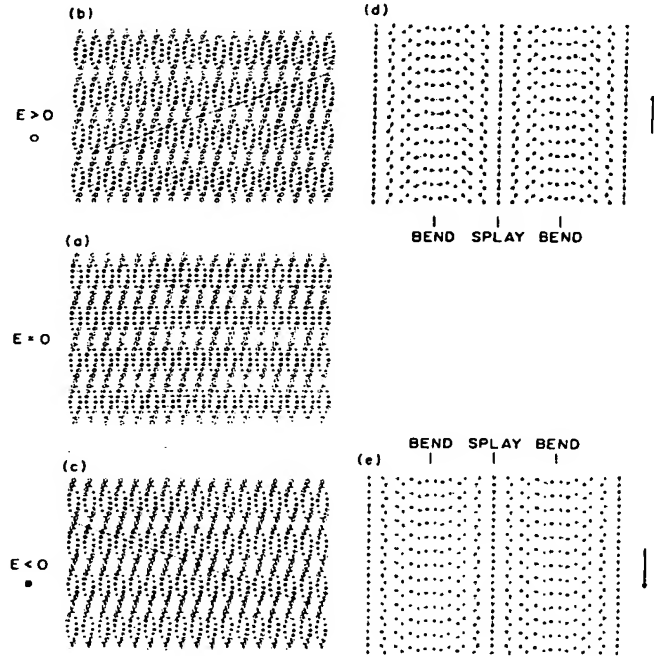 (b)
(d)
E > 0
BEND SPLAY BEND
(a)
E = 0
BEND SPLAY BEND
(c)
(e)
E < 0